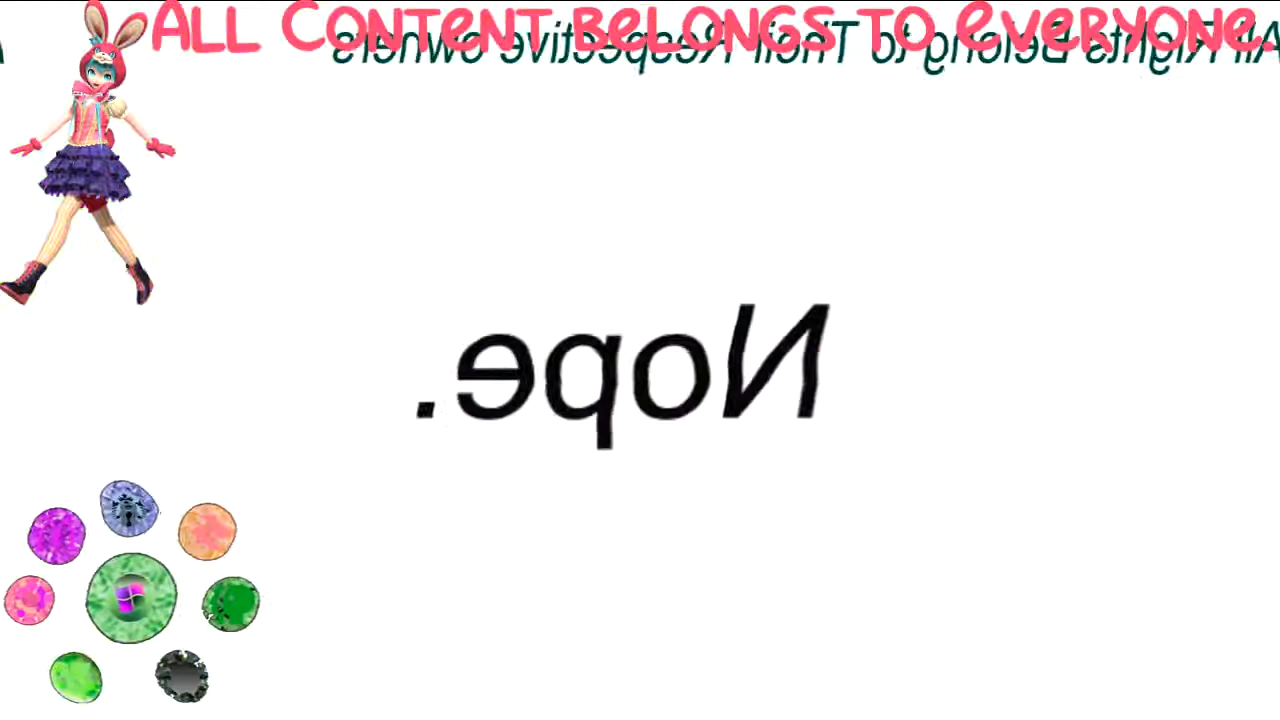 ALL CONTENT BELONGS TO EVERYONE.
All Rights Belong to Their Respective owners
Nope.